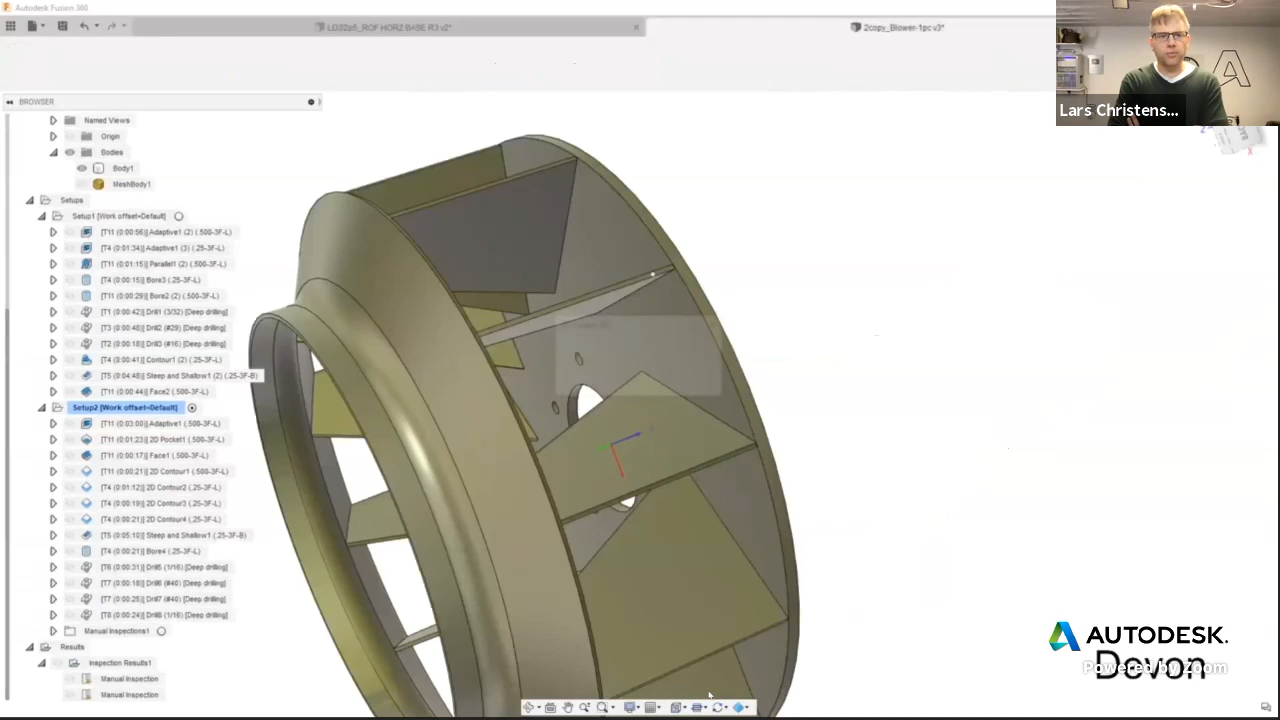 Autodesk Fusion 360
LDS2p5_ROF HORZ BASE R3 v2*
2copy_Blower-1pc v3*
BROWSER
Named Views
Origin
Bodies
Body1
MeshBody1
Setups
Setup1 [Work offset=Default]
[T11 (0:00:56)] Adaptive1 (2) (.500-3F-L)
[T4 (0:01:34)] Adaptive1 (3) (.25-3F-L)
[T11 (0:01:15)] Parallel1 (2) (.500-3F-L)
[T4 (0:00:15)] Bore3 (.25-3F-L)
[T11 (0:00:29)] Bore2 (2) (.500-3F-L)
[T1 (0:00:42)] Drill1 (3/32) [Deep drilling]
[T3 (0:00:48)] Drill2 (#29) [Deep drilling]
[T2 (0:00:18)] Drill3 (#16) [Deep drilling]
[T4 (0:00:41)] Contour1 (2) (.25-3F-L)
[T5 (0:04:48)] Steep and Shallow1 (2) (.25-3F-B)
[T11 (0:00:44)] Face2 (.500-3F-L)
Setup2 [Work offset=Default]
[T11 (0:03:00)] Adaptive1 (.500-3F-L)
[T11 (0:01:23)] 2D Pocket1 (.500-3F-L)
[T11 (0:00:17)] Face1 (.500-3F-L)
[T11 (0:00:21)] 2D Contour1 (.500-3F-L)
[T4 (0:01:12)] 2D Contour2 (.25-3F-L)
[T4 (0:00:19)] 2D Contour3 (.25-3F-L)
[T4 (0:00:21)] 2D Contour4 (.25-3F-L)
[T5 (0:05:10)] Steep and Shallow1 (.25-3F-B)
[T4 (0:00:21)] Bore4 (.25-3F-L)
[T6 (0:00:31)] Drill5 (1/16) [Deep drilling]
[T7 (0:00:18)] Drill6 (#40) [Deep drilling]
[T7 (0:00:25)] Drill7 (#40) [Deep drilling]
[T8 (0:00:24)] Drill8 (1/16) [Deep drilling]
Manual Inspections1
Results
Inspection Results1
Manual Inspection
Manual Inspection
Lars Christens...
AUTODESK.
Devon
Powered by zoom